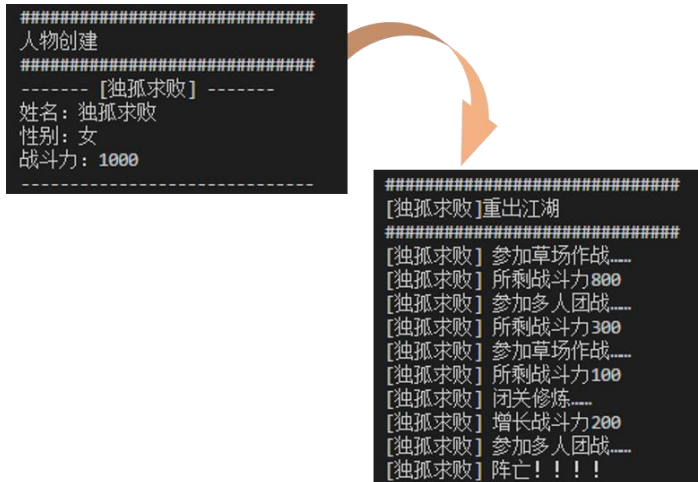 ##############################
人物创建
##############################
------- [独孤求败] -------
姓名：独孤求败
性别：女
战斗力：1000
------------------------------
##############################
[独孤求败]重出江湖
##############################
[独孤求败] 参加草场作战……
[独孤求败] 所剩战斗力800
[独孤求败] 参加多人团战……
[独孤求败] 所剩战斗力300
[独孤求败] 参加草场作战……
[独孤求败] 所剩战斗力100
[独孤求败] 闭关修炼……
[独孤求败] 增长战斗力200
[独孤求败] 参加多人团战……
[独孤求败] 阵亡！！！！